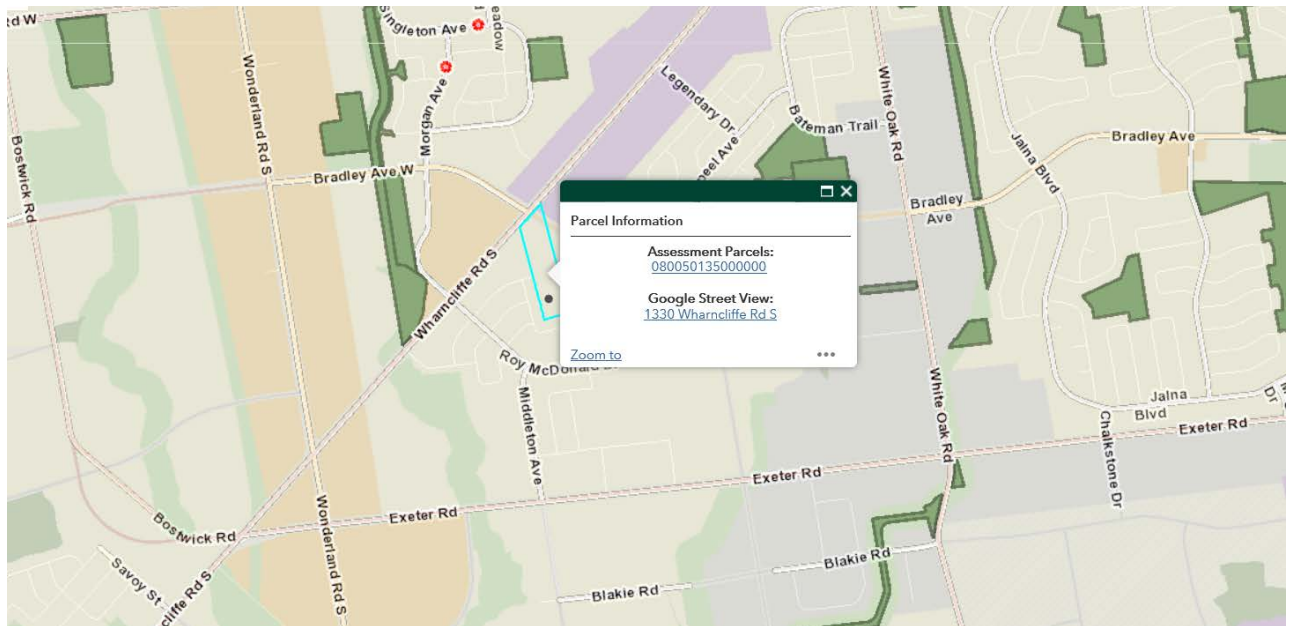 rd W
Singleton Ave
eadow
Wonderland Rd S
Morgan Ave
Legendary Dr
Bateman Trail
White Oak Rd
Jalna Blvd
Bradley Ave
Bostwick Rd
Bradley Ave W
peel Ave
Bradley
Ave
Parcel Information
Assessment Parcels:
080050135000000
Google Street View:
1330 Wharncliffe Rd S
Zoom to
Wharncliffe Rd S
Roy McDonald
Middleton Ave
White Oak Rd
Jalna
Blvd
Dr
Chalkstone Dr
Exeter Rd
Exeter Rd
Exeter Rd
Wonderland Rd S
Bostwick Rd
Savoy St
cliffe Rd S
Blakie Rd
Blakie Rd